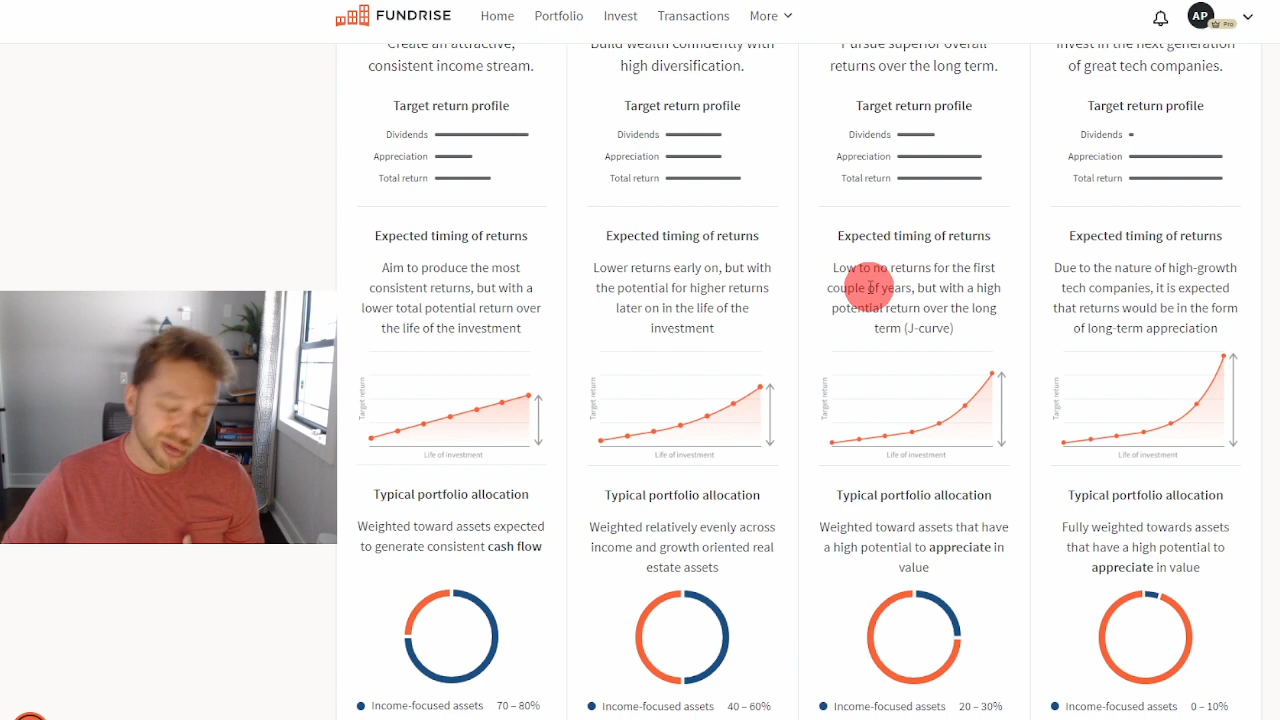 FUNDRISE Home Portfolio Invest Transactions More AP Pro
Create an attractive,
consistent income stream.
Target return profile
Dividends
Appreciation
Total return
Expected timing of returns
Aim to produce the most
consistent returns, but with a
lower total potential return over
the life of the investment
Target return
Life of investment
Typical portfolio allocation
Weighted toward assets expected
to generate consistent cash flow
Income-focused assets 70 – 80%
Build wealth confidently with
high diversification.
Target return profile
Dividends
Appreciation
Total return
Expected timing of returns
Lower returns early on, but with
the potential for higher returns
later on in the life of the
investment
Target return
Life of investment
Typical portfolio allocation
Weighted relatively evenly across
income and growth oriented real
estate assets
Income-focused assets 40 – 60%
Pursue superior overall
returns over the long term.
Target return profile
Dividends
Appreciation
Total return
Expected timing of returns
Low to no returns for the first
couple of years, but with a high
potential return over the long
term (J-curve)
Target return
Life of investment
Typical portfolio allocation
Weighted toward assets that have
a high potential to appreciate in
value
Income-focused assets 20 – 30%
Invest in the next generation
of great tech companies.
Target return profile
Dividends
Appreciation
Total return
Expected timing of returns
Due to the nature of high-growth
tech companies, it is expected
that returns would be in the form
of long-term appreciation
Target return
Life of investment
Typical portfolio allocation
Fully weighted towards assets
that have a high potential to
appreciate in value
Income-focused assets 0 – 10%